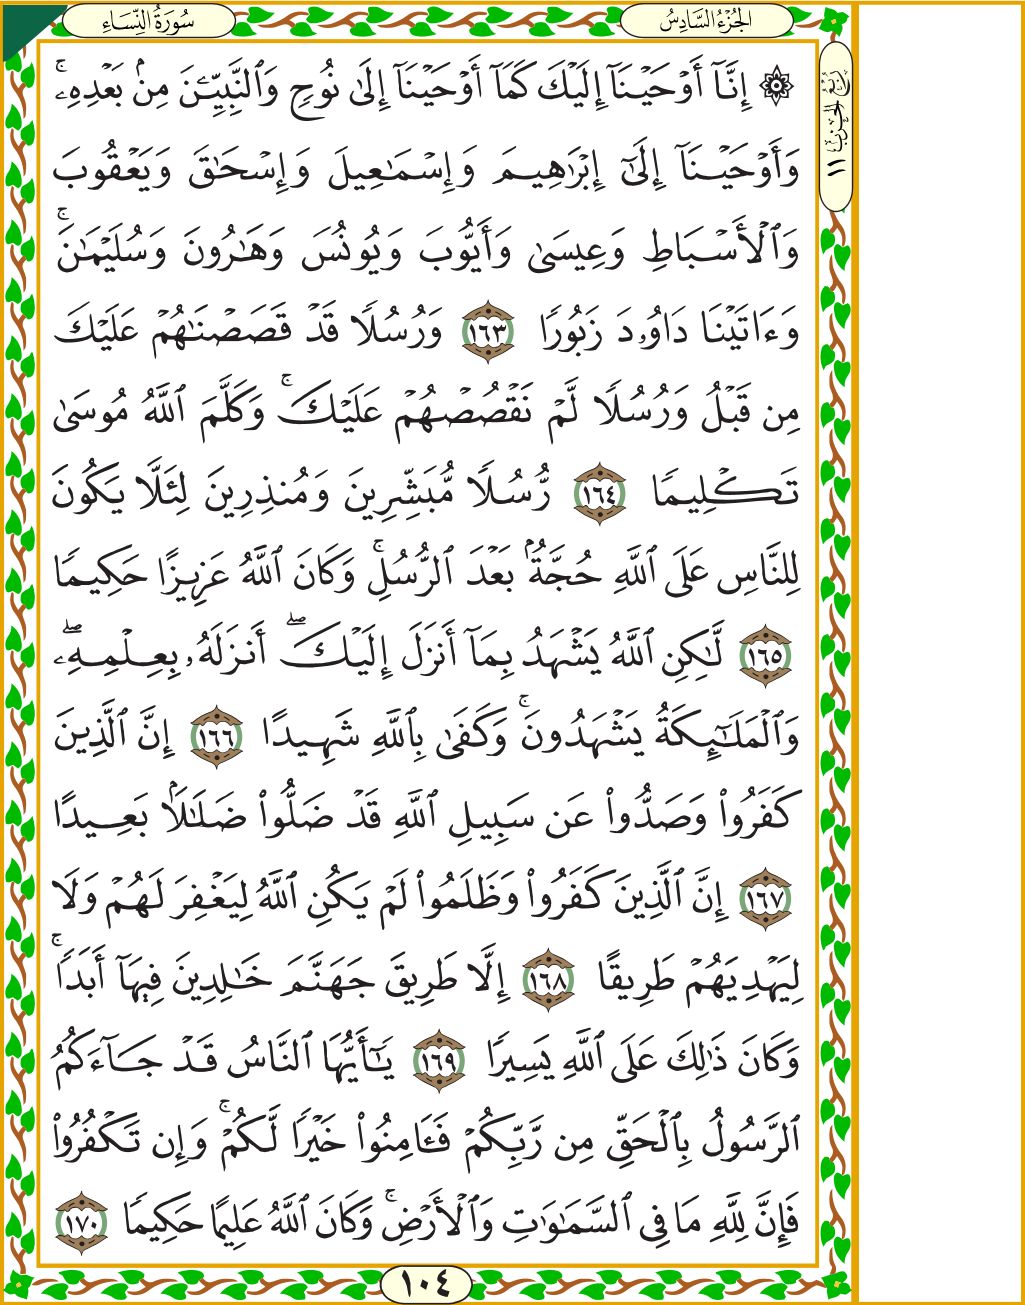 سُورَةُ النِّسَاءِ
الجُزْءُ السَّادِسُ
رُبْعُ الحِزْبِ ١١
۞ إِنَّآ أَوْحَيْنَآ إِلَيْكَ كَمَآ أَوْحَيْنَآ إِلَىٰ نُوحٍ وَٱلنَّبِيِّـۧنَ مِنۢ بَعْدِهِۦۚ
وَأَوْحَيْنَآ إِلَىٰٓ إِبْرَٰهِيمَ وَإِسْمَـٰعِيلَ وَإِسْحَـٰقَ وَيَعْقُوبَ
وَٱلْأَسْبَاطِ وَعِيسَىٰ وَأَيُّوبَ وَيُونُسَ وَهَـٰرُونَ وَسُلَيْمَـٰنَۚ
وَءَاتَيْنَا دَاوُۥدَ زَبُورًا ١٦٣ وَرُسُلًا قَدْ قَصَصْنَـٰهُمْ عَلَيْكَ
مِن قَبْلُ وَرُسُلًا لَّمْ نَقْصُصْهُمْ عَلَيْكَۚ وَكَلَّمَ ٱللَّهُ مُوسَىٰ
تَكْلِيمًا ١٦٤ رُّسُلًا مُّبَشِّرِينَ وَمُنذِرِينَ لِئَلَّا يَكُونَ
لِلنَّاسِ عَلَى ٱللَّهِ حُجَّةٌۢ بَعْدَ ٱلرُّسُلِۚ وَكَانَ ٱللَّهُ عَزِيزًا حَكِيمًا
١٦٥ لَّـٰكِنِ ٱللَّهُ يَشْهَدُ بِمَآ أَنزَلَ إِلَيْكَۖ أَنزَلَهُۥ بِعِلْمِهِۦۖ
وَٱلْمَلَـٰٓئِكَةُ يَشْهَدُونَۚ وَكَفَىٰ بِٱللَّهِ شَهِيدًا ١٦٦ إِنَّ ٱلَّذِينَ
كَفَرُوا۟ وَصَدُّوا۟ عَن سَبِيلِ ٱللَّهِ قَدْ ضَلُّوا۟ ضَلَـٰلًۢا بَعِيدًا
١٦٧ إِنَّ ٱلَّذِينَ كَفَرُوا۟ وَظَلَمُوا۟ لَمْ يَكُنِ ٱللَّهُ لِيَغْفِرَ لَهُمْ وَلَا
لِيَهْدِيَهُمْ طَرِيقًا ١٦٨ إِلَّا طَرِيقَ جَهَنَّمَ خَـٰلِدِينَ فِيهَآ أَبَدًاۚ
وَكَانَ ذَٰلِكَ عَلَى ٱللَّهِ يَسِيرًا ١٦٩ يَـٰٓأَيُّهَا ٱلنَّاسُ قَدْ جَآءَكُمُ
ٱلرَّسُولُ بِٱلْحَقِّ مِن رَّبِّكُمْ فَـَٔامِنُوا۟ خَيْرًا لَّكُمْۚ وَإِن تَكْفُرُوا۟
فَإِنَّ لِلَّهِ مَا فِى ٱلسَّمَـٰوَٰتِ وَٱلْأَرْضِۚ وَكَانَ ٱللَّهُ عَلِيمًا حَكِيمًا ١٧٠
١٠٤